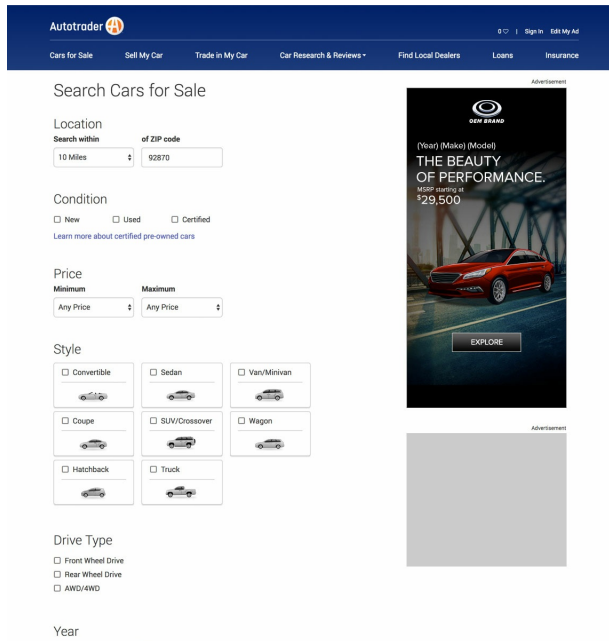 Autotrader
0 | Sign In Edit My Ad
Cars for Sale Sell My Car Trade in My Car Car Research & Reviews Find Local Dealers Loans Insurance
Search Cars for Sale
Location
Search within of ZIP code
10 Miles 92870
Condition
New Used Certified
Learn more about certified pre-owned cars
Price
Minimum Maximum
Any Price Any Price
Style
Convertible Sedan Van/Minivan
Coupe SUV/Crossover Wagon
Hatchback Truck
Drive Type
Front Wheel Drive
Rear Wheel Drive
AWD/4WD
Year
Advertisement
OEM BRAND
(Year) (Make) (Model)
THE BEAUTY
OF PERFORMANCE.
MSRP starting at
$29,500
EXPLORE
Advertisement